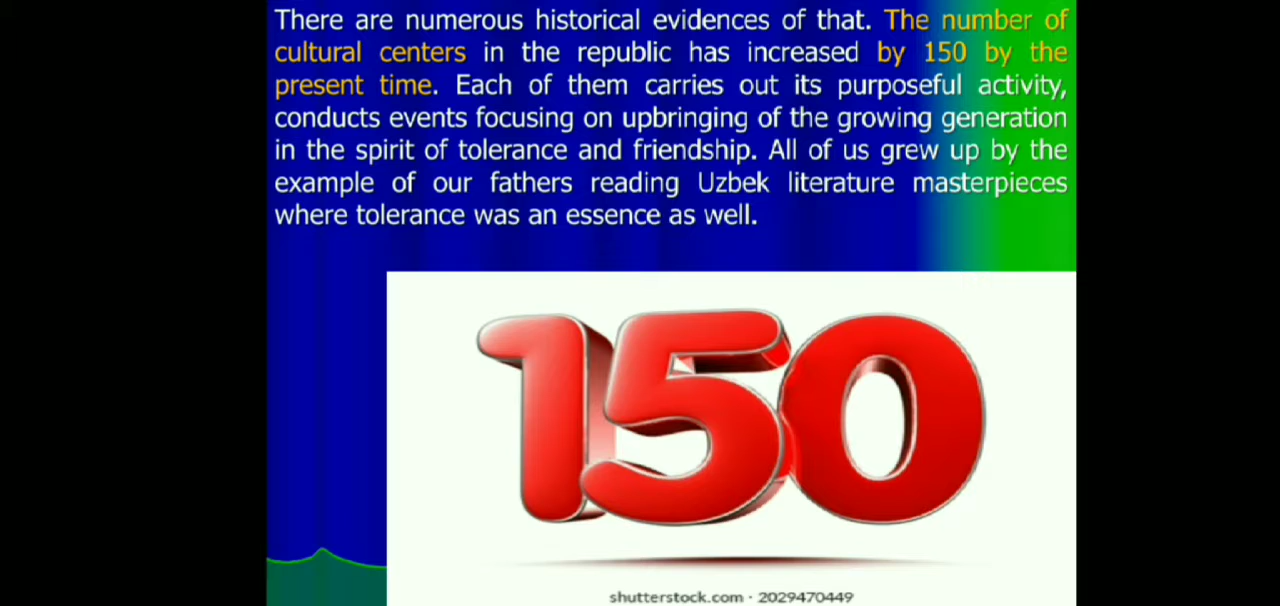 There are numerous historical evidences of that. The number of
cultural centers in the republic has increased by 150 by the
present time. Each of them carries out its purposeful activity,
conducts events focusing on upbringing of the growing generation
in the spirit of tolerance and friendship. All of us grew up by the
example of our fathers reading Uzbek literature masterpieces
where tolerance was an essence as well.
150
shutterstock.com · 2029470449